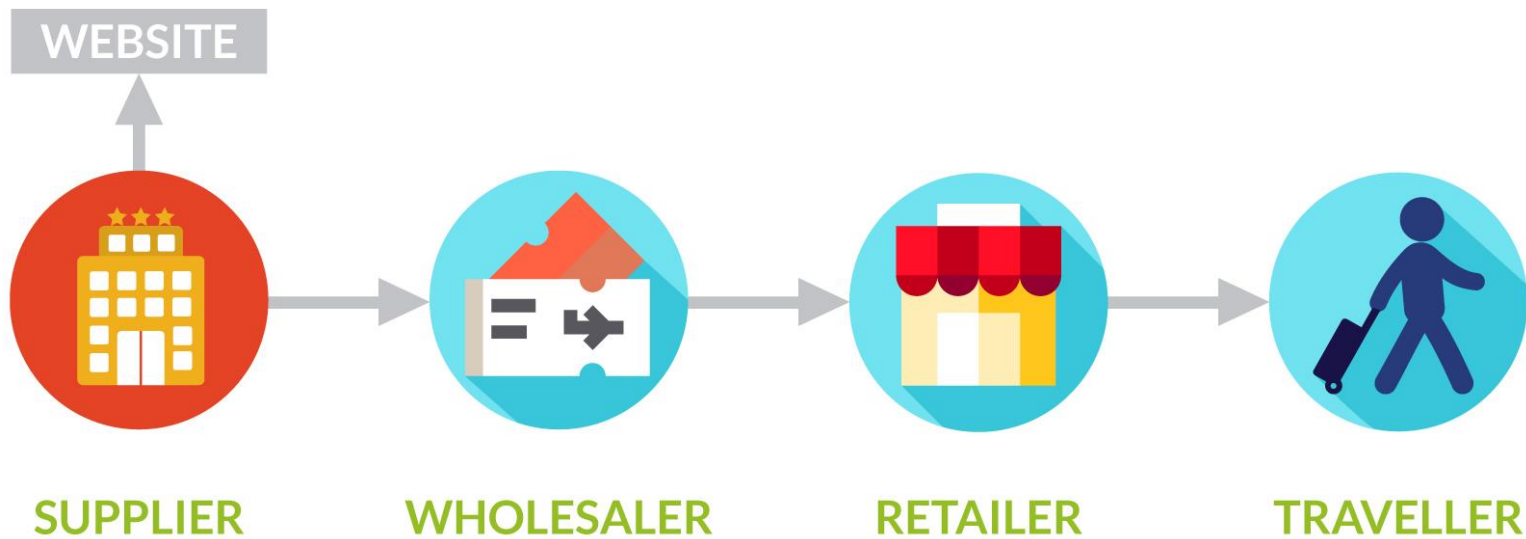 WEBSITE
SUPPLIER
WHOLESALER
RETAILER
TRAVELLER